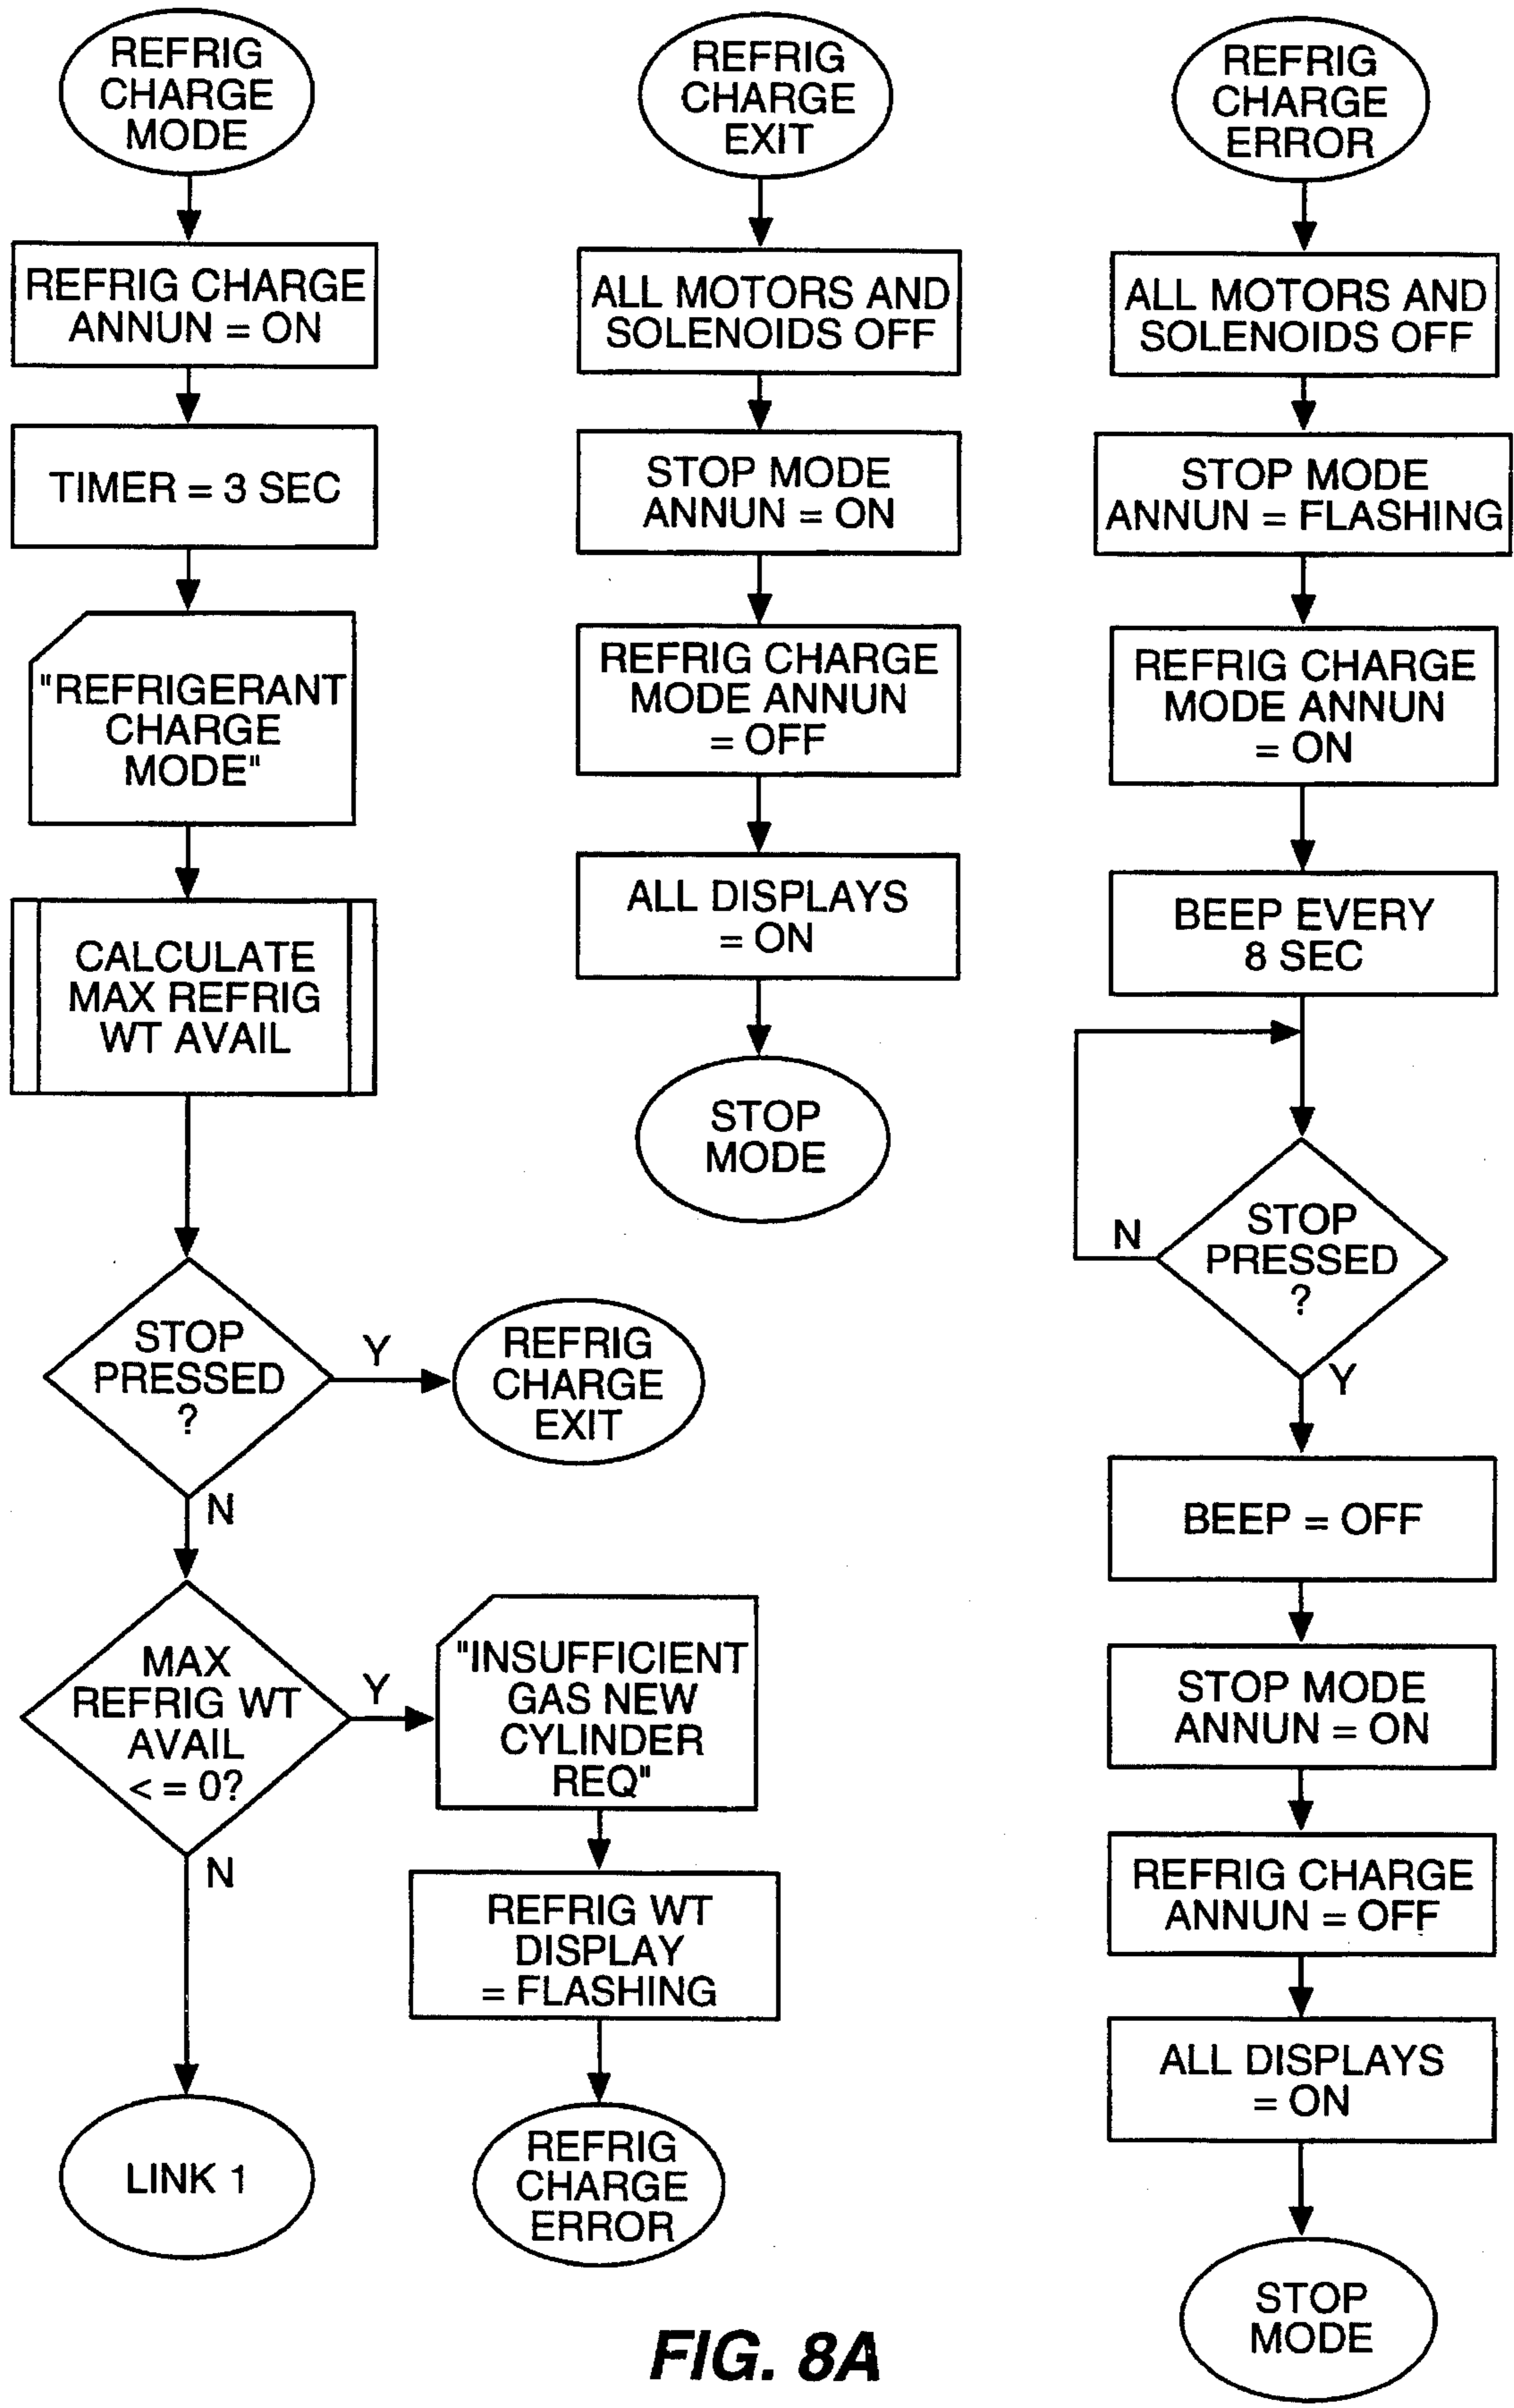 REFRIG
CHARGE
MODE
REFRIG CHARGE
ANNUN = ON
TIMER = 3 SEC
"REFRIGERANT
CHARGE
MODE"
CALCULATE
MAX REFRIG
WT AVAIL
STOP
PRESSED
?
Y
REFRIG
CHARGE
EXIT
N
MAX
REFRIG WT
AVAIL
< = 0?
Y
"INSUFFICIENT
GAS NEW
CYLINDER
REQ"
REFRIG WT
DISPLAY
= FLASHING
REFRIG
CHARGE
ERROR
N
LINK 1
REFRIG
CHARGE
EXIT
ALL MOTORS AND
SOLENOIDS OFF
STOP MODE
ANNUN = ON
REFRIG CHARGE
MODE ANNUN
= OFF
ALL DISPLAYS
= ON
STOP
MODE
REFRIG
CHARGE
ERROR
ALL MOTORS AND
SOLENOIDS OFF
STOP MODE
ANNUN = FLASHING
REFRIG CHARGE
MODE ANNUN
= ON
BEEP EVERY
8 SEC
STOP
PRESSED
?
N
Y
BEEP = OFF
STOP MODE
ANNUN = ON
REFRIG CHARGE
ANNUN = OFF
ALL DISPLAYS
= ON
STOP
MODE
FIG. 8A